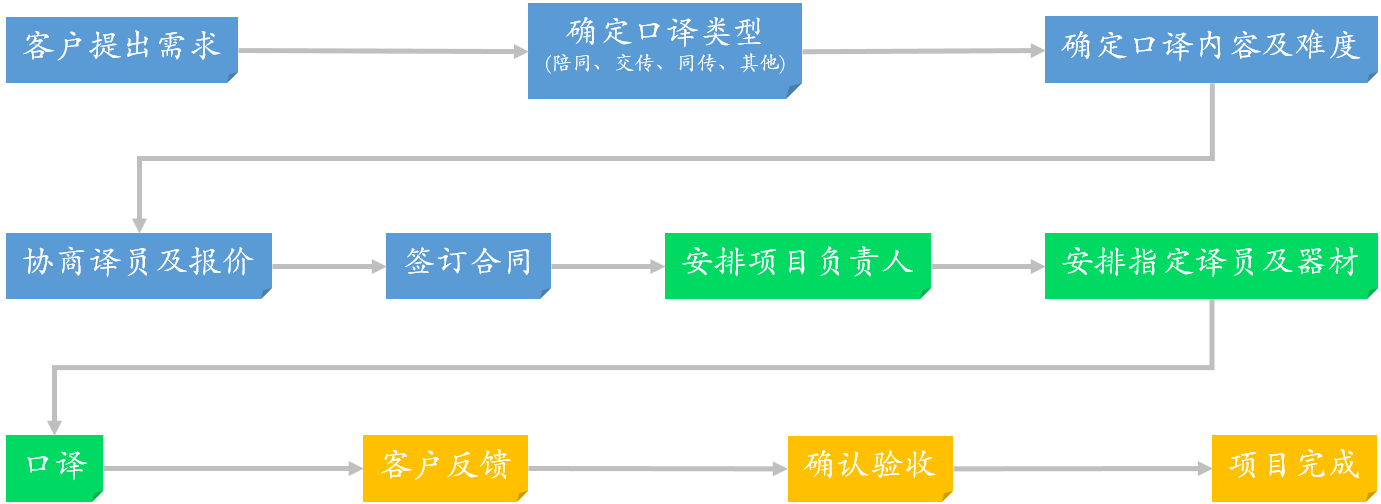 客户提出需求
确定口译类型
(陪同、交传、同传、其他)
确定口译内容及难度
协商译员及报价
签订合同
安排项目负责人
安排指定译员及器材
口译
客户反馈
确认验收
项目完成